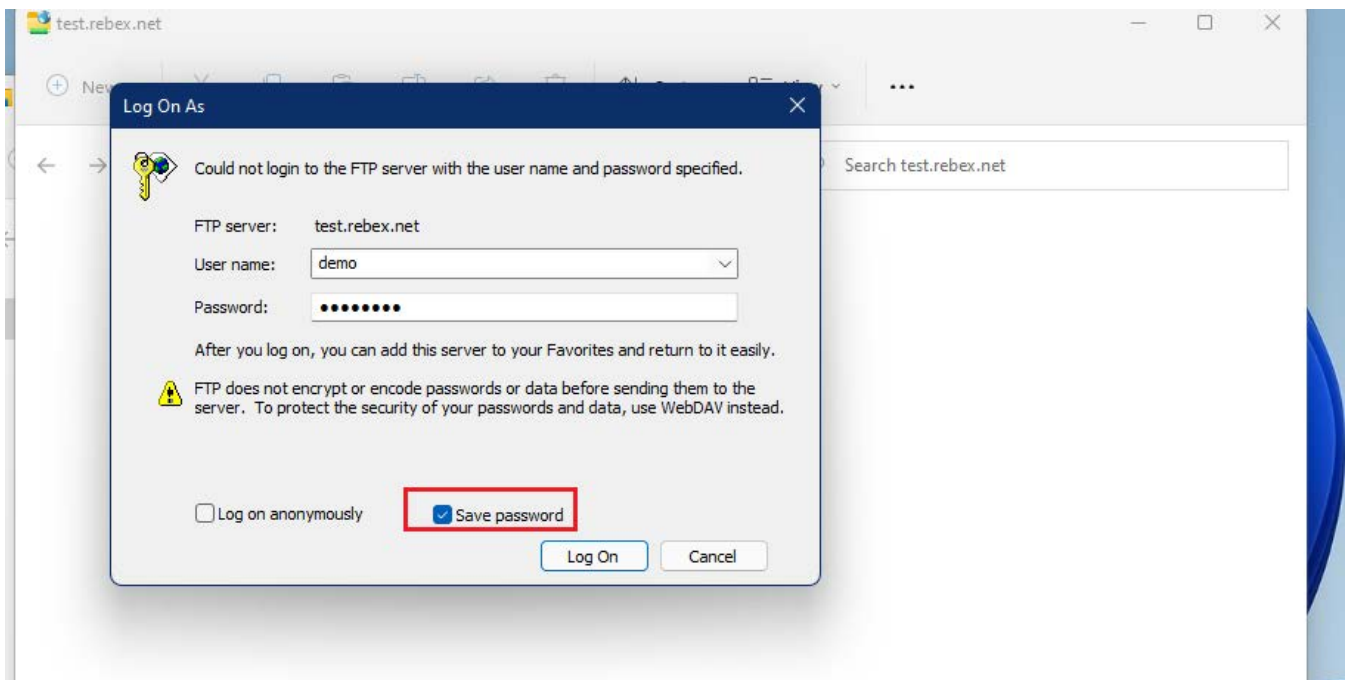 test.rebex.net
New
Log On As
Could not login to the FTP server with the user name and password specified.
Search test.rebex.net
FTP server: test.rebex.net
User name: demo
Password: ••••••••
After you log on, you can add this server to your Favorites and return to it easily.
FTP does not encrypt or encode passwords or data before sending them to the
server. To protect the security of your passwords and data, use WebDAV instead.
Log on anonymously
Save password
Log On
Cancel